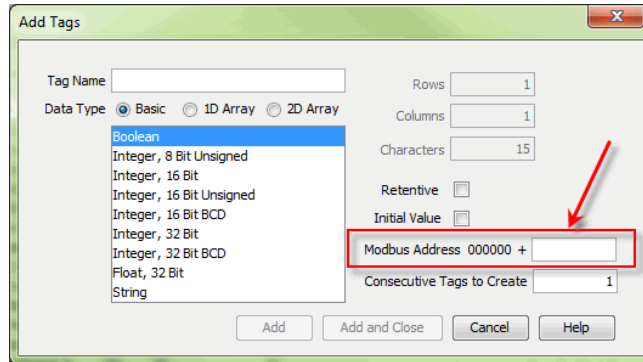 Add Tags
Tag Name
Data Type Basic 1D Array 2D Array
Boolean
Integer, 8 Bit Unsigned
Integer, 16 Bit
Integer, 16 Bit Unsigned
Integer, 16 Bit BCD
Integer, 32 Bit
Integer, 32 Bit BCD
Float, 32 Bit
String
Rows 1
Columns 1
Characters 15
Retentive
Initial Value
Modbus Address 000000 +
Consecutive Tags to Create 1
Add Add and Close Cancel Help